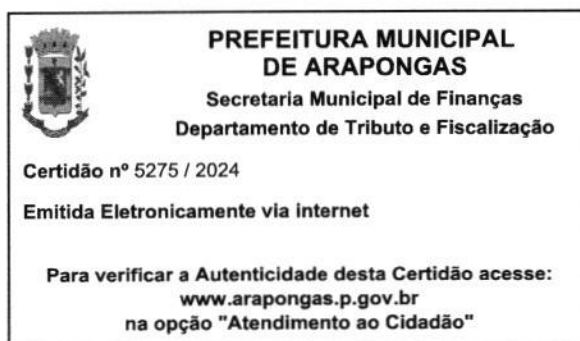 PREFEITURA MUNICIPAL
DE ARAPONGAS
Secretaria Municipal de Finanças
Departamento de Tributo e Fiscalização
Certidão nº 5275 / 2024
Emitida Eletronicamente via internet
Para verificar a Autenticidade desta Certidão acesse:
www.arapongas.p.gov.br
na opção "Atendimento ao Cidadão"